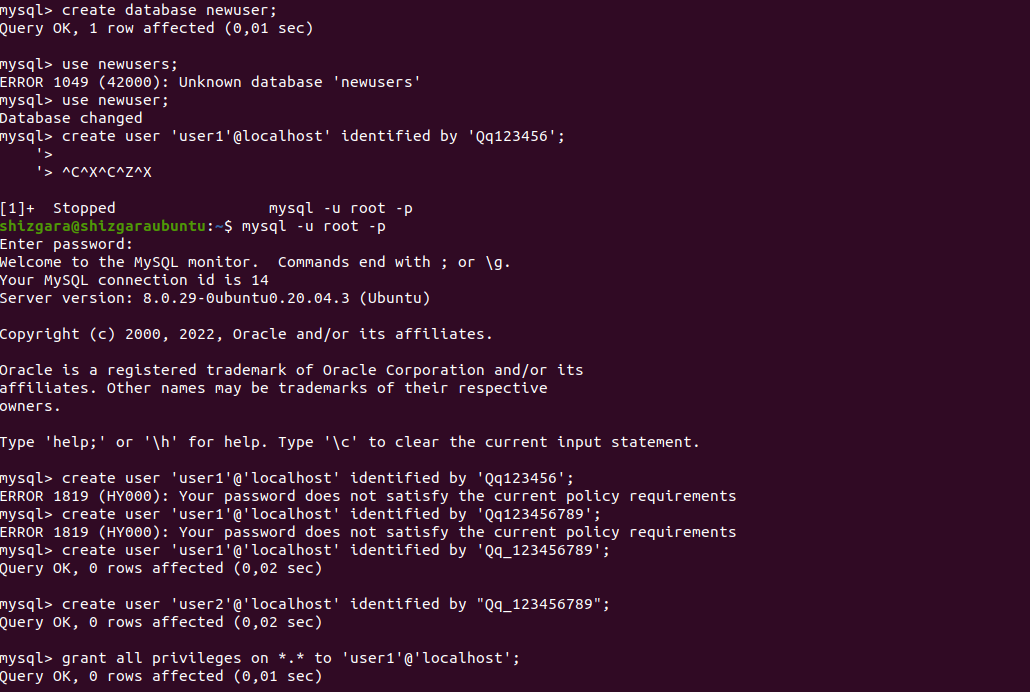 mysql> create database newuser;
Query OK, 1 row affected (0,01 sec)
mysql> use newusers;
ERROR 1049 (42000): Unknown database 'newusers'
mysql> use newuser;
Database changed
mysql> create user 'user1'@localhost' identified by 'Qq123456';
'>
'> ^C^X^C^Z^X
[1]+  Stopped                 mysql -u root -p
shizgara@shizgaraubuntu:~$ mysql -u root -p
Enter password:
Welcome to the MySQL monitor.  Commands end with ; or \g.
Your MySQL connection id is 14
Server version: 8.0.29-0ubuntu0.20.04.3 (Ubuntu)
Copyright (c) 2000, 2022, Oracle and/or its affiliates.
Oracle is a registered trademark of Oracle Corporation and/or its
affiliates. Other names may be trademarks of their respective
owners.
Type 'help;' or '\h' for help. Type '\c' to clear the current input statement.
mysql> create user 'user1'@'localhost' identified by 'Qq123456';
ERROR 1819 (HY000): Your password does not satisfy the current policy requirements
mysql> create user 'user1'@'localhost' identified by 'Qq123456789';
ERROR 1819 (HY000): Your password does not satisfy the current policy requirements
mysql> create user 'user1'@'localhost' identified by 'Qq_123456789';
Query OK, 0 rows affected (0,02 sec)
mysql> create user 'user2'@'localhost' identified by "Qq_123456789";
Query OK, 0 rows affected (0,02 sec)
mysql> grant all privileges on *.* to 'user1'@'localhost';
Query OK, 0 rows affected (0,01 sec)